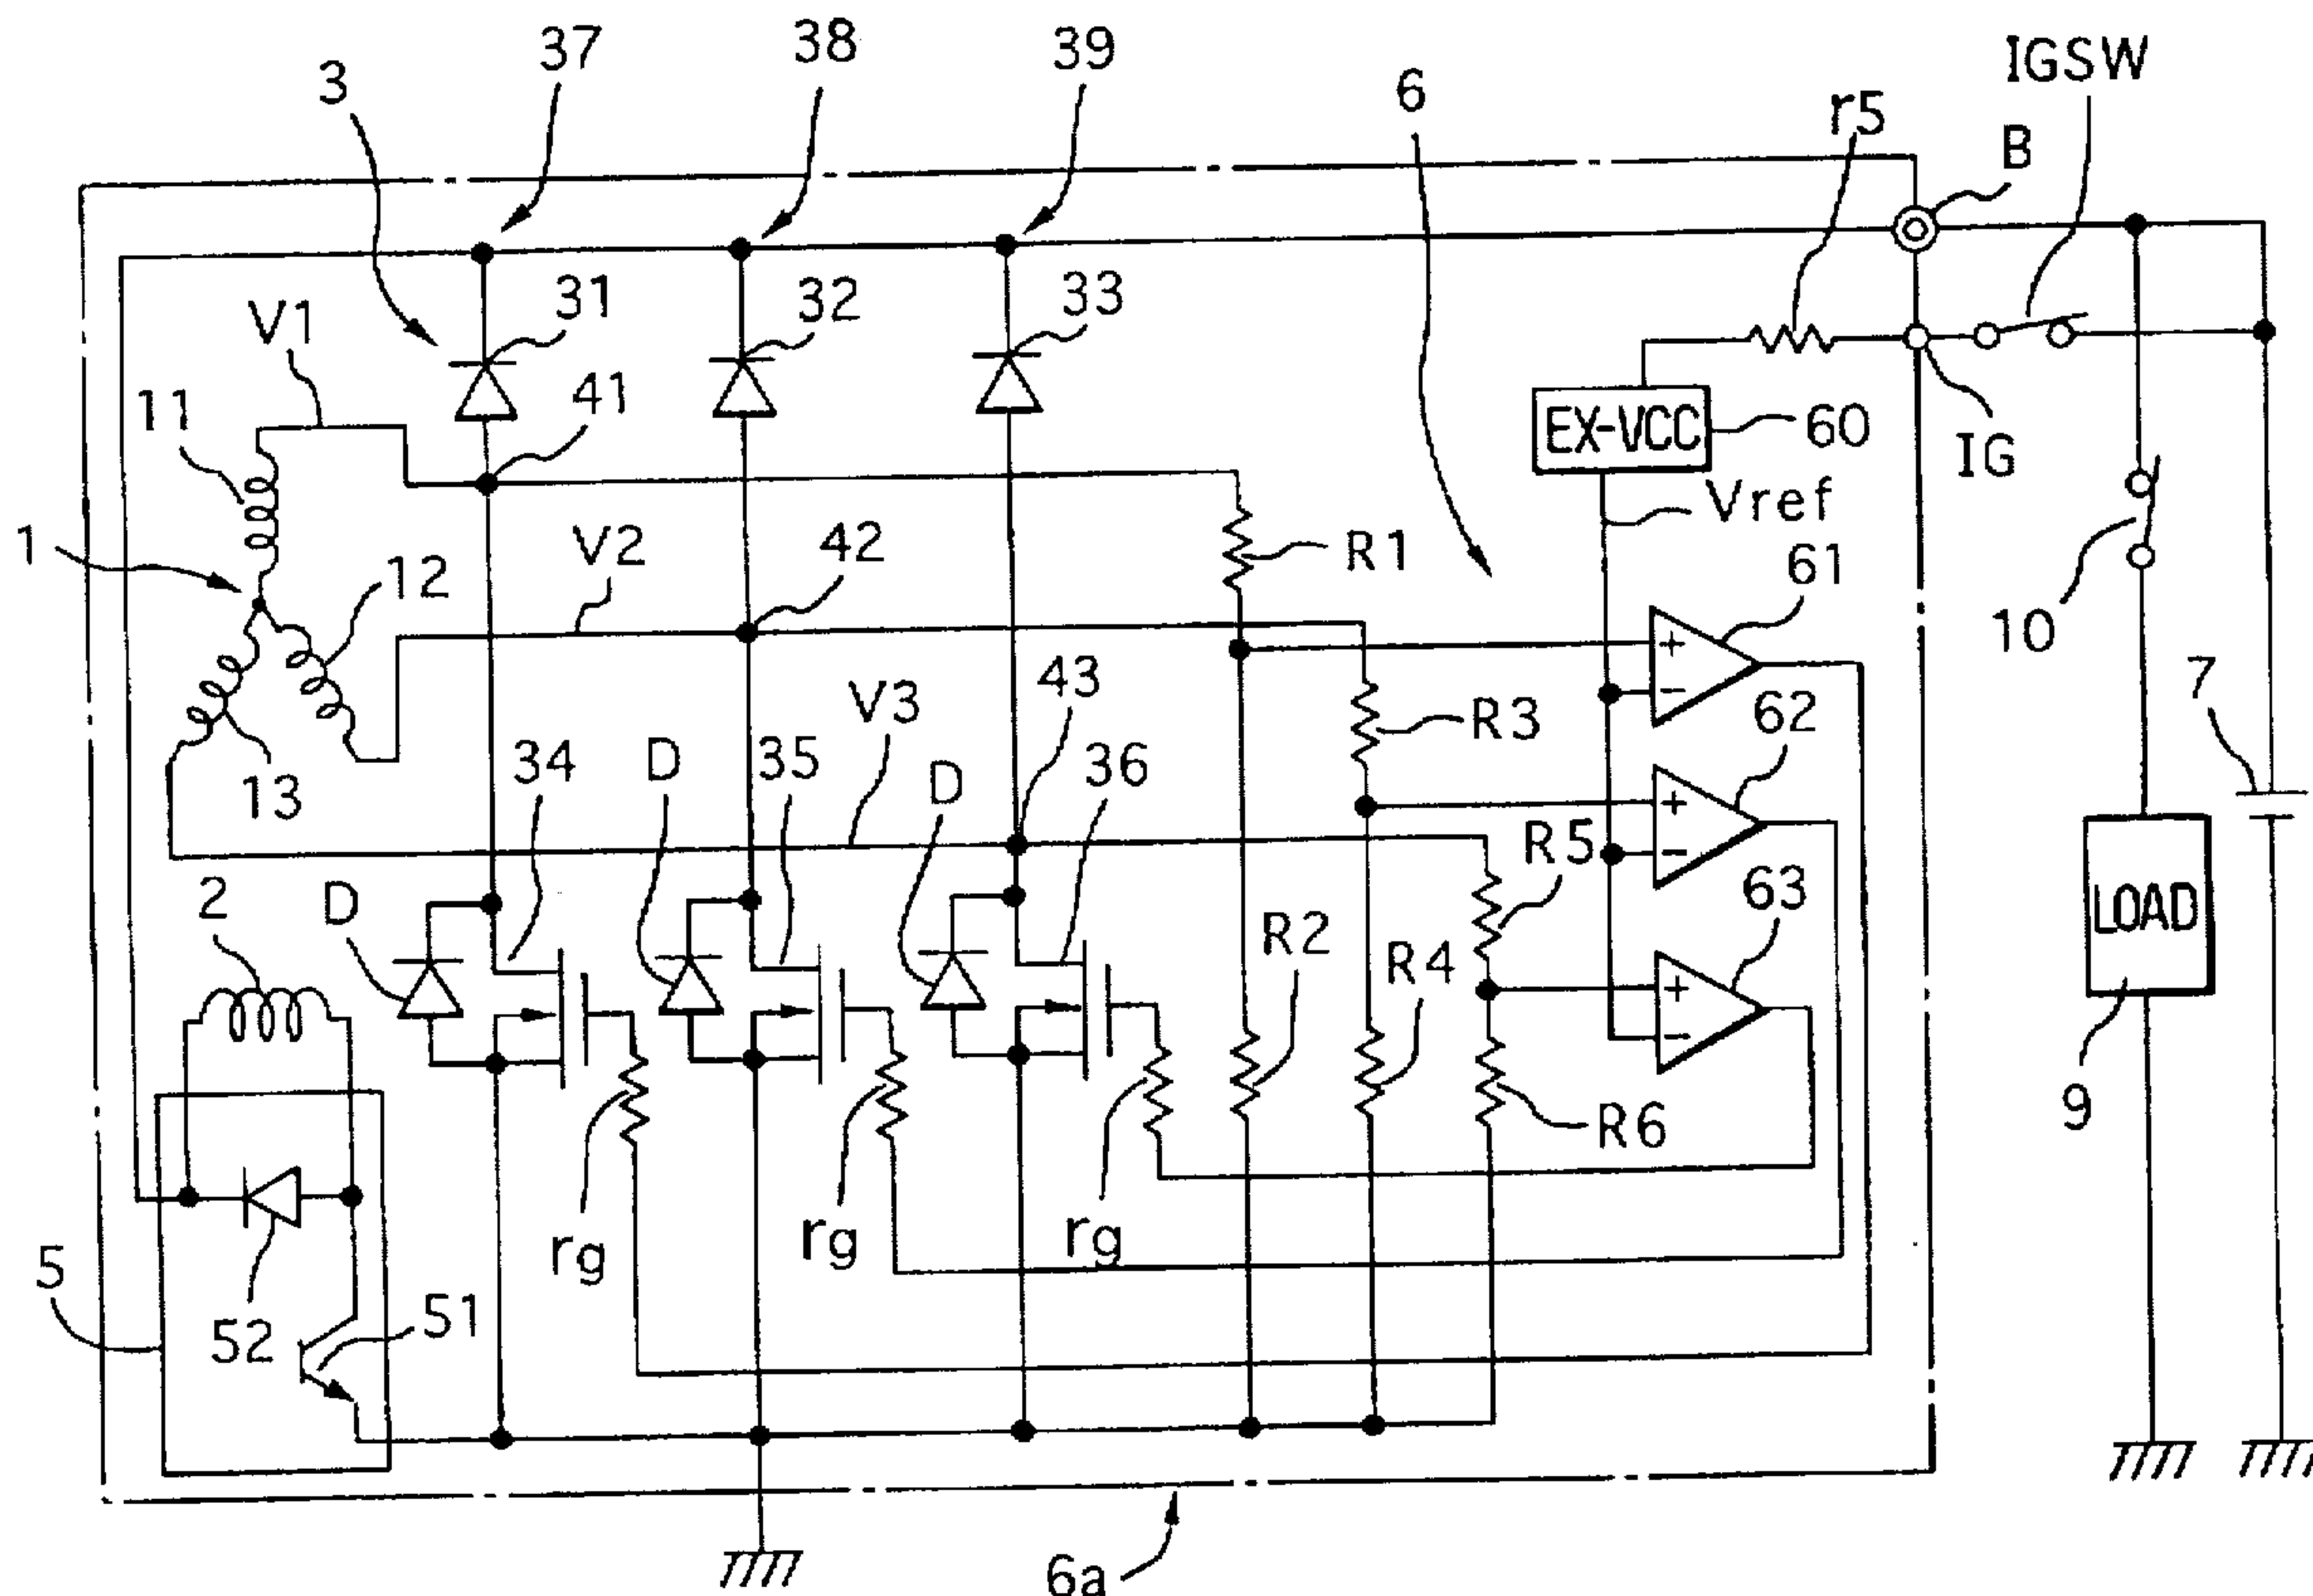 37
38
39
3
6
IGSW
r5
B
31
32
33
V1
41
11
EX-VCC
60
IG
1
V2
42
Vref
R1
12
61
10
43
V3
R3
7
62
13
34
D
35
D
36
R5
63
2
D
R2
R4
LOAD
R6
9
rg
rg
rg
5
52
51
6a
+
-
+
-
+
-